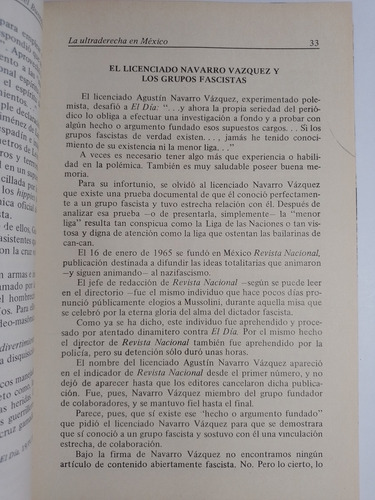 La ultraderecha en México 33
EL LICENCIADO NAVARRO VAZQUEZ Y
LOS GRUPOS FASCISTAS
El licenciado Agustín Navarro Vázquez, experimentado pole-
mista, desafió a El Día: "...y ahora la propia seriedad del perió-
dico lo obliga a efectuar una investigación a fondo y a probar con
algún hecho o argumento fundado esos supuestos cargos... Si los
grupos fascistas de verdad existen..., jamás he tenido conoci-
miento de su existencia ni la menor liga..."
A veces es necesario tener algo más que experiencia o habili-
dad en la polémica. También es muy saludable poseer buena me-
moria.
Para su infortunio, se olvidó al licenciado Navarro Vázquez
que existe una prueba documental de que él conoció perfectamen-
te a un grupo fascista y tuvo estrecha relación con él. Después de
analizar esa prueba —o de presentarla, simplemente— la "menor
liga" resulta tan conspicua como la Liga de las Naciones o tan vis-
tosa y digna de atención como la liga que ostentan las bailarinas de
can-can.
El 16 de enero de 1965 se fundó en México Revista Nacional,
publicación destinada a difundir las ideas totalitarias que animaron
—y siguen animando— al nazifascismo.
El jefe de redacción de Revista Nacional —según se puede leer
en el directorio— fue el mismo individuo que hace pocos días pro-
nunció públicamente elogios a Mussolini, durante aquella misa que
se celebró por la eterna gloria del alma del dictador fascista.
Como ya se ha dicho, este individuo fue aprehendido y proce-
sado por atentado dinamitero contra El Día. Por el mismo hecho
el director de Revista Nacional también fue aprehendido por la
policía, pero su detención sólo duró unas horas.
El nombre del licenciado Agustín Navarro Vázquez apareció
en el indicador de Revista Nacional desde el primer número, y no
dejó de aparecer hasta que los editores cancelaron dicha publica-
ción. Fue, pues, Navarro Vázquez miembro del grupo fundador
de colaboradores, y se mantuvo fiel hasta el final.
Parece, pues, que sí existe ese "hecho o argumento fundado"
que pidió el licenciado Navarro Vázquez para que se demostrara
que sí conoció a un grupo fascista y sostuvo con él una vinculación
estrecha, de colaboración.
Bajo la firma de Navarro Vázquez no encontramos ningún
artículo de contenido abiertamente fascista. No. Pero lo cierto, lo